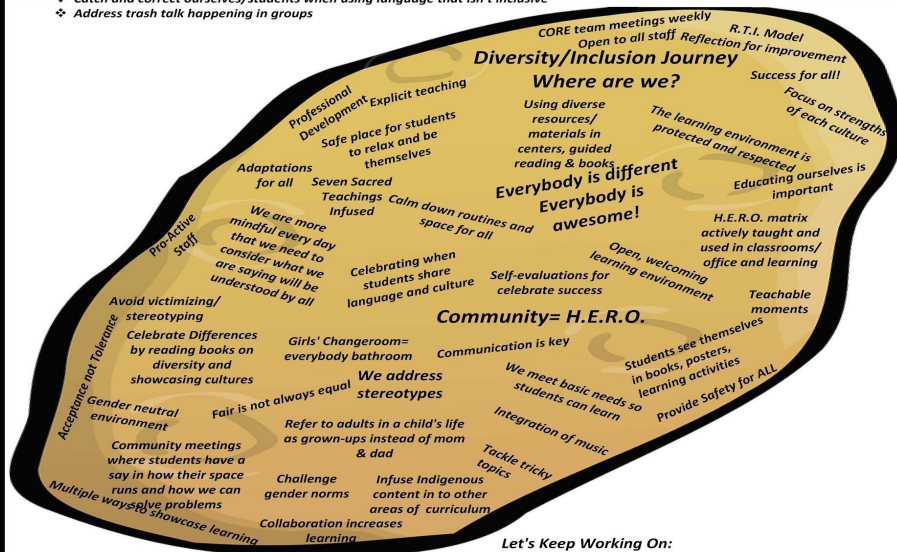 ❖ Catch and correct ourselves/students when using language that isn't inclusive
❖ Address trash talk happening in groups
CORE team meetings weekly
Open to all staff
R.T.I. Model
Reflection for improvement
Diversity/Inclusion Journey
Where are we?
Success for all!
Focus on strengths
of each culture
Professional
Development
Explicit teaching
Safe place for students
to relax and be
themselves
Using diverse
resources/
materials in
centers, guided
reading & books
The learning environment is
protected and respected
Adaptations
for all
Seven Sacred
Teachings
Infused
Everybody is different
Everybody is
awesome!
Educating ourselves is
important
Pro-Active
Staff
We are more
mindful every day
that we need to
consider what we
are saying will be
understood by all
Calm down routines and
space for all
H.E.R.O. matrix
actively taught and
used in classrooms/
office and learning
Celebrating when
students share
language and culture
Self-evaluations for
celebrate success
Open, welcoming
learning environment
Teachable
moments
Avoid victimizing/
stereotyping
Community= H.E.R.O.
Acceptance not Tolerance
Celebrate Differences
by reading books on
diversity and
showcasing cultures
Girls' Changeroom=
everybody bathroom
Communication is key
Students see themselves
in books, posters,
learning activities
We address
stereotypes
We meet basic needs so
students can learn
Provide Safety for ALL
Gender neutral
environment
Fair is not always equal
Refer to adults in a child's life
as grown-ups instead of mom
& dad
Integration of music
Community meetings
where students have a
say in how their space
runs and how we can
solve problems
Challenge
gender norms
Infuse Indigenous
content in to other
areas of curriculum
Tackle tricky
topics
Multiple ways to showcase learning
Collaboration increases
learning
Let's Keep Working On: